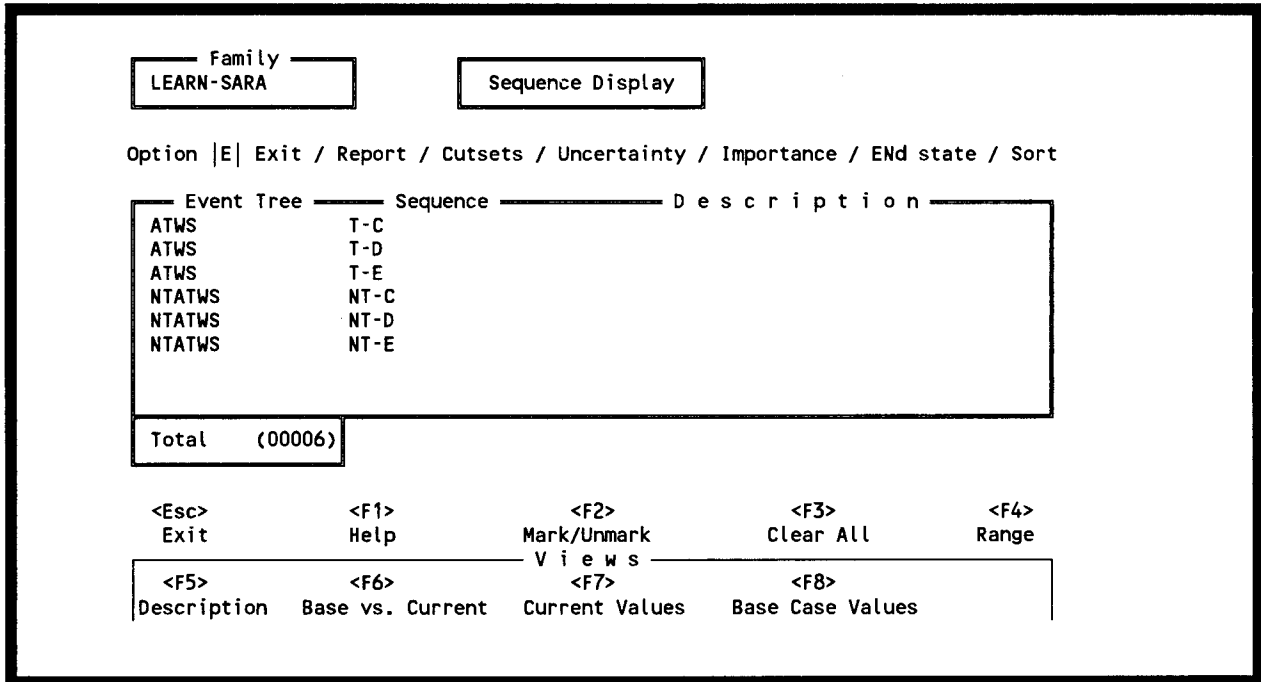 Family
LEARN-SARA
Sequence Display
Option |E| Exit / Report / Cutsets / Uncertainty / Importance / ENd state / Sort
Event Tree Sequence D e s c r i p t i o n
ATWS T-C
ATWS T-D
ATWS T-E
NTATWS NT-C
NTATWS NT-D
NTATWS NT-E
Total (00006)
<Esc> <F1> <F2> <F3> <F4>
Exit Help Mark/Unmark Clear All Range
V i e w s
<F5> <F6> <F7> <F8>
Description Base vs. Current Current Values Base Case Values